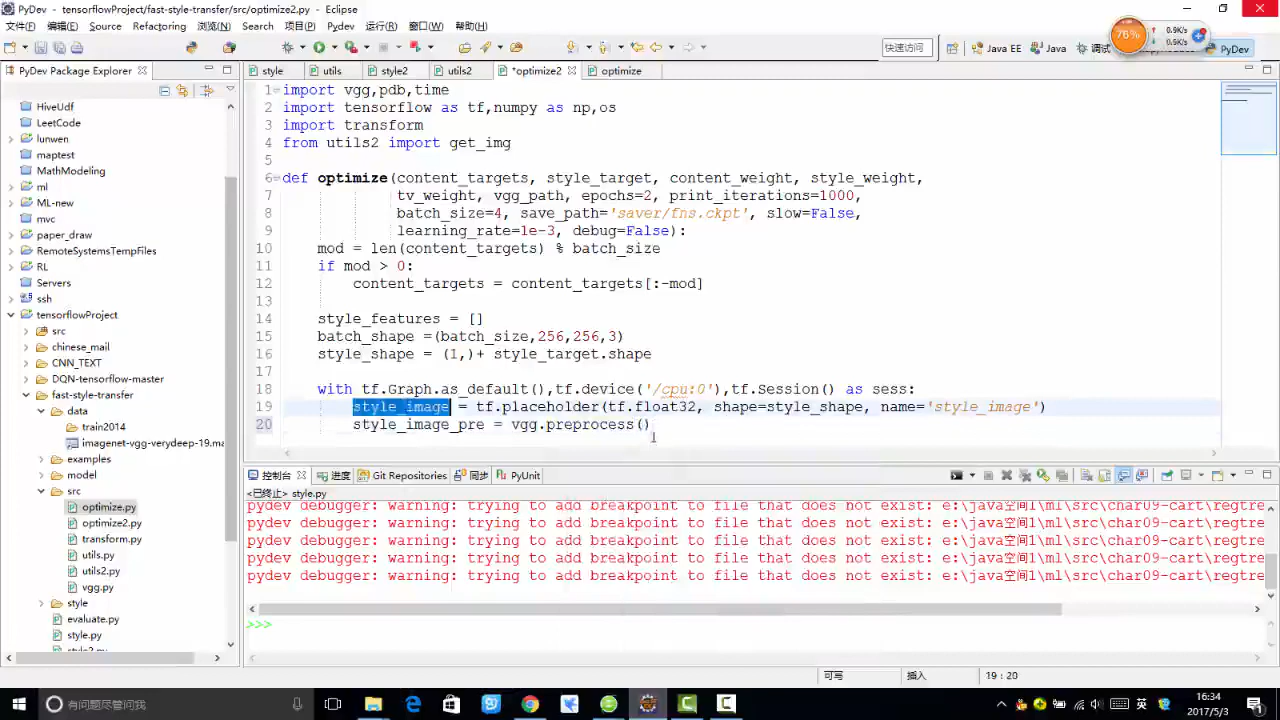 PyDev - tensorflowProject/fast-style-transfer/src/optimize2.py - Eclipse
文件(F) 编辑(E) Source Refactoring 浏览(N) Search 项目(P) Pydev 运行(R) 窗口(W) 帮助(H)
76% 0.9K/s
0.9K/s
快速访问 Java EE Java 调试 PyDev
PyDev Package Explorer
style utils style2 utils2 *optimize2 optimize
HiveUdf
LeetCode
lunwen
maptest
MathModeling
ml
ML-new
mvc
paper_draw
RemoteSystemsTempFiles
RL
Servers
ssh
tensorflowProject
src
chinese_mail
CNN_TEXT
DQN-tensorflow-master
fast-style-transfer
data
train2014
imagenet-vgg-verydeep-19.ma
examples
model
src
optimize.py
optimize2.py
transform.py
utils.py
utils2.py
vgg.py
style
evaluate.py
style.py
style2.py
1 import vgg,pdb,time
2 import tensorflow as tf,numpy as np,os
3 import transform
4 from utils2 import get_img
5
6 def optimize(content_targets, style_target, content_weight, style_weight,
7 tv_weight, vgg_path, epochs=2, print_iterations=1000,
8 batch_size=4, save_path='saver/fns.ckpt', slow=False,
9 learning_rate=1e-3, debug=False):
10 mod = len(content_targets) % batch_size
11 if mod > 0:
12 content_targets = content_targets[:-mod]
13
14 style_features = []
15 batch_shape =(batch_size,256,256,3)
16 style_shape = (1,)+ style_target.shape
17
18 with tf.Graph.as_default(),tf.device('/cpu:0'),tf.Session() as sess:
19 style_image = tf.placeholder(tf.float32, shape=style_shape, name='style_image')
20 style_image_pre = vgg.preprocess()
控制台 进度 Git Repositories 同步 PyUnit
<已终止> style.py
pydev debugger: warning: trying to add breakpoint to file that does not exist: e:\java空间1\ml\src\char09-cart\regtre
pydev debugger: warning: trying to add breakpoint to file that does not exist: e:\java空间1\ml\src\char09-cart\regtre
pydev debugger: warning: trying to add breakpoint to file that does not exist: e:\java空间1\ml\src\char09-cart\regtre
pydev debugger: warning: trying to add breakpoint to file that does not exist: e:\java空间1\ml\src\char09-cart\regtre
pydev debugger: warning: trying to add breakpoint to file that does not exist: e:\java空间1\ml\src\char09-cart\regtre
>>>
可写 插入 19 : 20
有问题尽管问我
英
16:34
2017/5/3